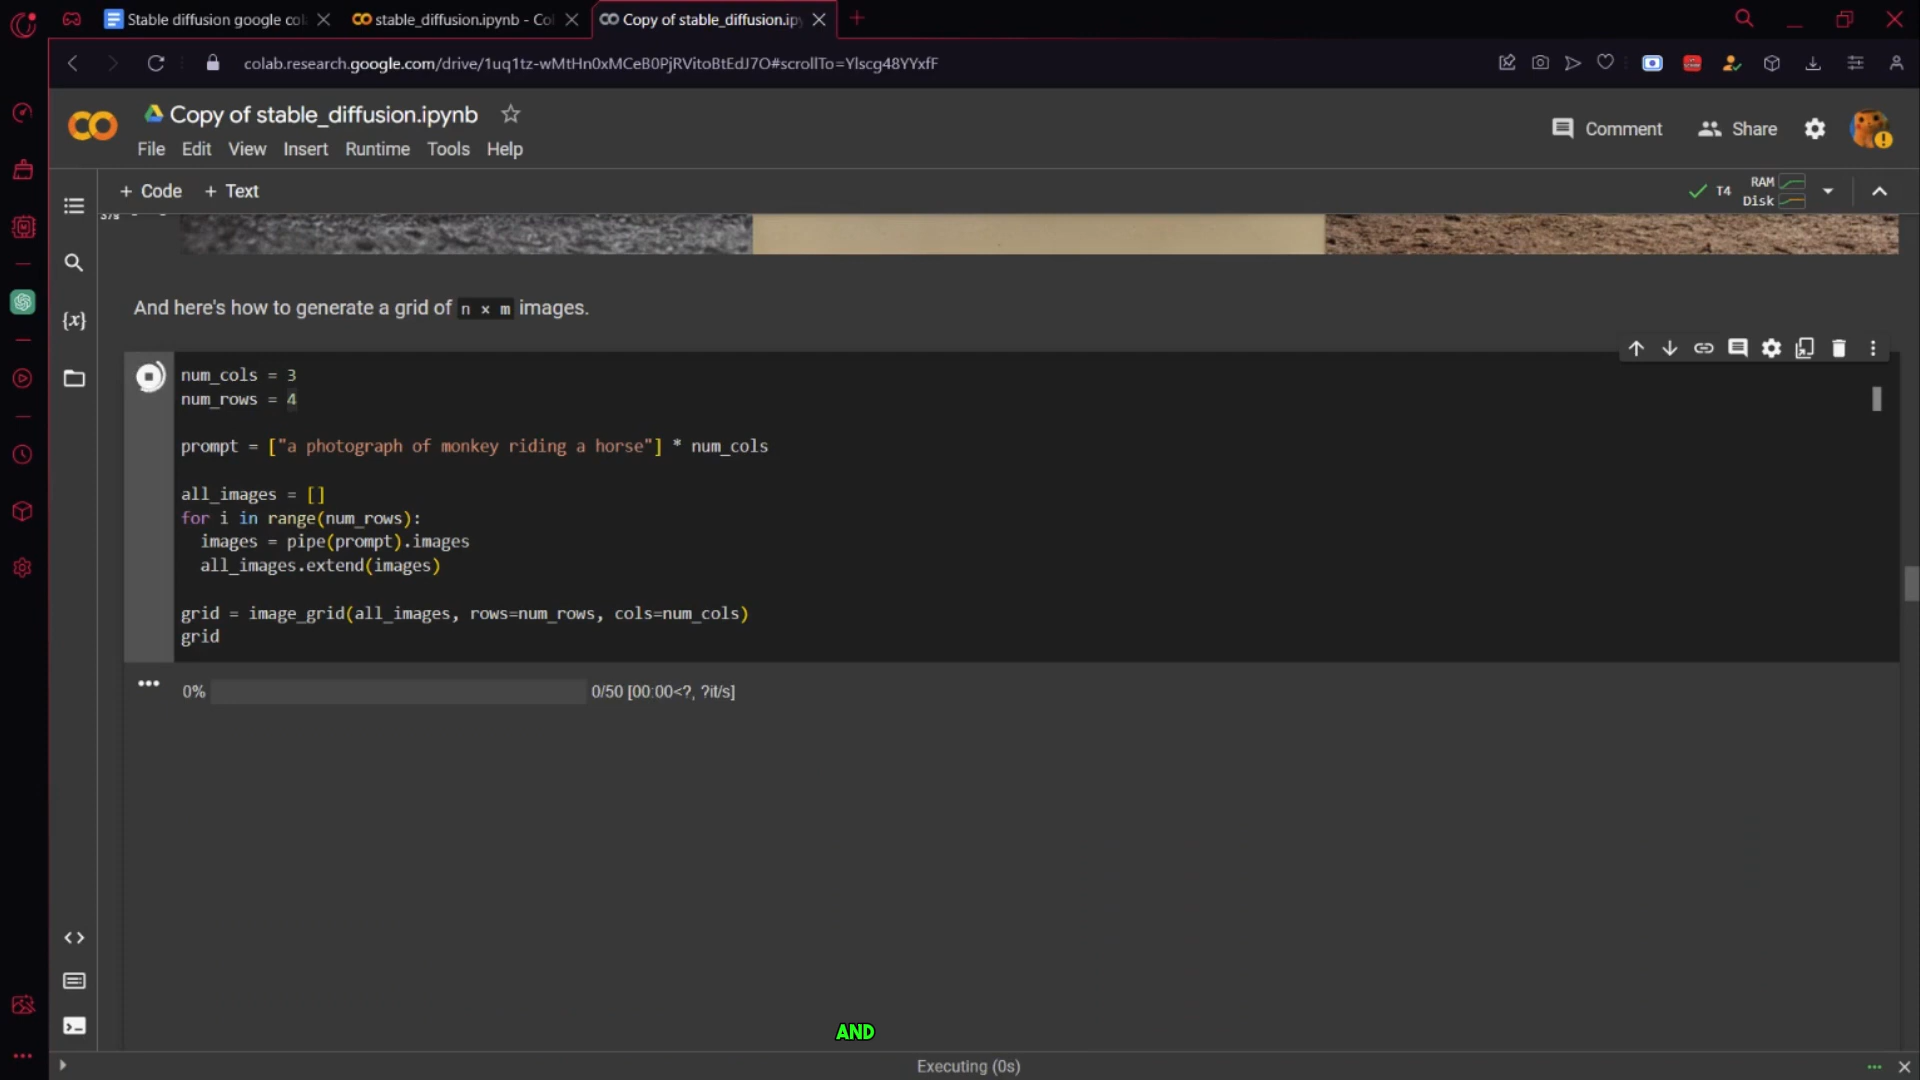 Stable diffusion google col
stable_diffusion.ipynb - Col
Copy of stable_diffusion.ip
colab.research.google.com/drive/1uq1tz-wMtHn0xMCeB0PjRVitoBtEdJ7O#scrollTo=Ylscg48YYxfF
Copy of stable_diffusion.ipynb
Comment
Share
File Edit View Insert Runtime Tools Help
+ Code + Text
T4
RAM
Disk
37s
{x}
And here's how to generate a grid of n × m images.
num_cols = 3
num_rows = 4
prompt = ["a photograph of monkey riding a horse"] * num_cols
all_images = []
for i in range(num_rows):
images = pipe(prompt).images
all_images.extend(images)
grid = image_grid(all_images, rows=num_rows, cols=num_cols)
grid
0% 0/50 [00:00<?, ?it/s]
AND
Executing (0s)